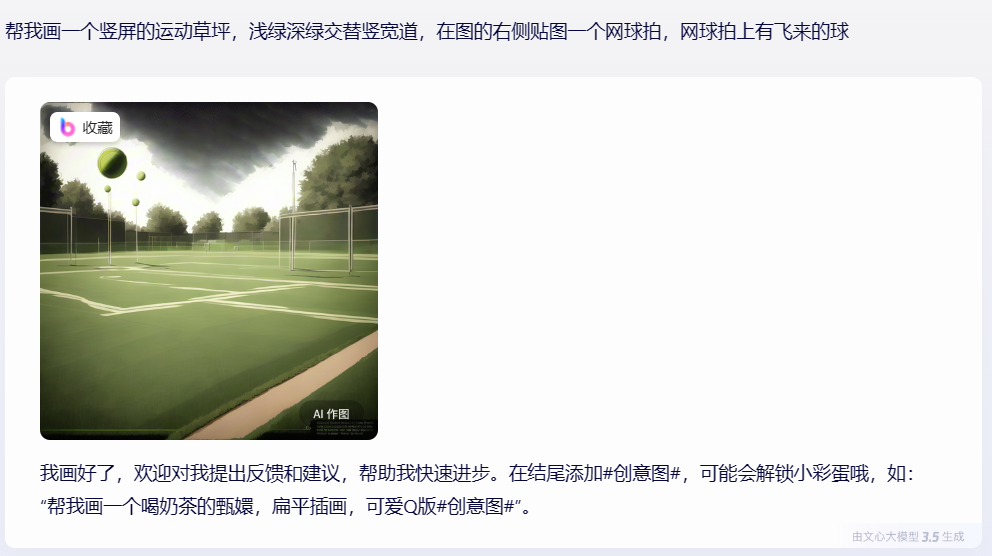 帮我画一个竖屏的运动草坪，浅绿深绿交替竖宽道，在图的右侧贴图一个网球拍，网球拍上有飞来的球
收藏
AI 作图
我画好了，欢迎对我提出反馈和建议，帮助我快速进步。在结尾添加#创意图#，可能会解锁小彩蛋哦，如：
“帮我画一个喝奶茶的甄嬛，扁平插画，可爱Q版#创意图#”。
由文心大模型 3.5 生成